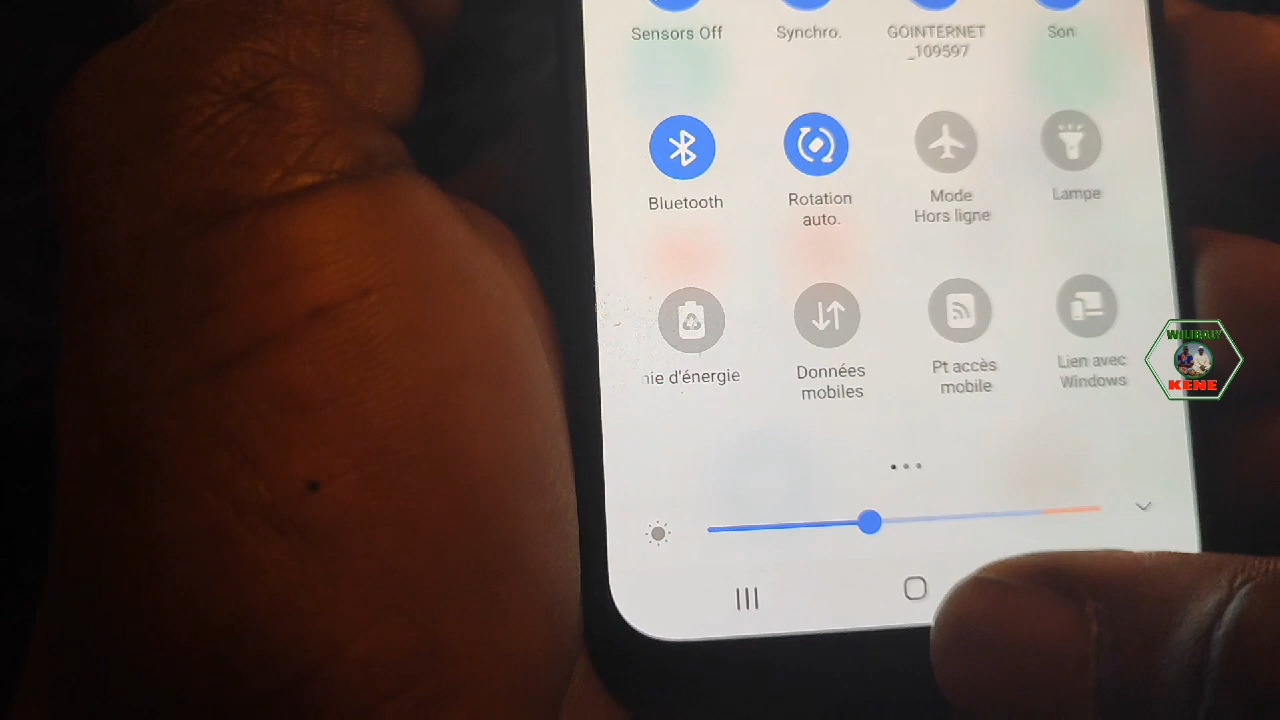 Sensors Off
Synchro.
GOINTERNET
_109597
Son
Bluetooth
Rotation
auto.
Mode
Hors ligne
Lampe
nie d'énergie
Données
mobiles
Pt accès
mobile
Lien avec
Windows
KENE